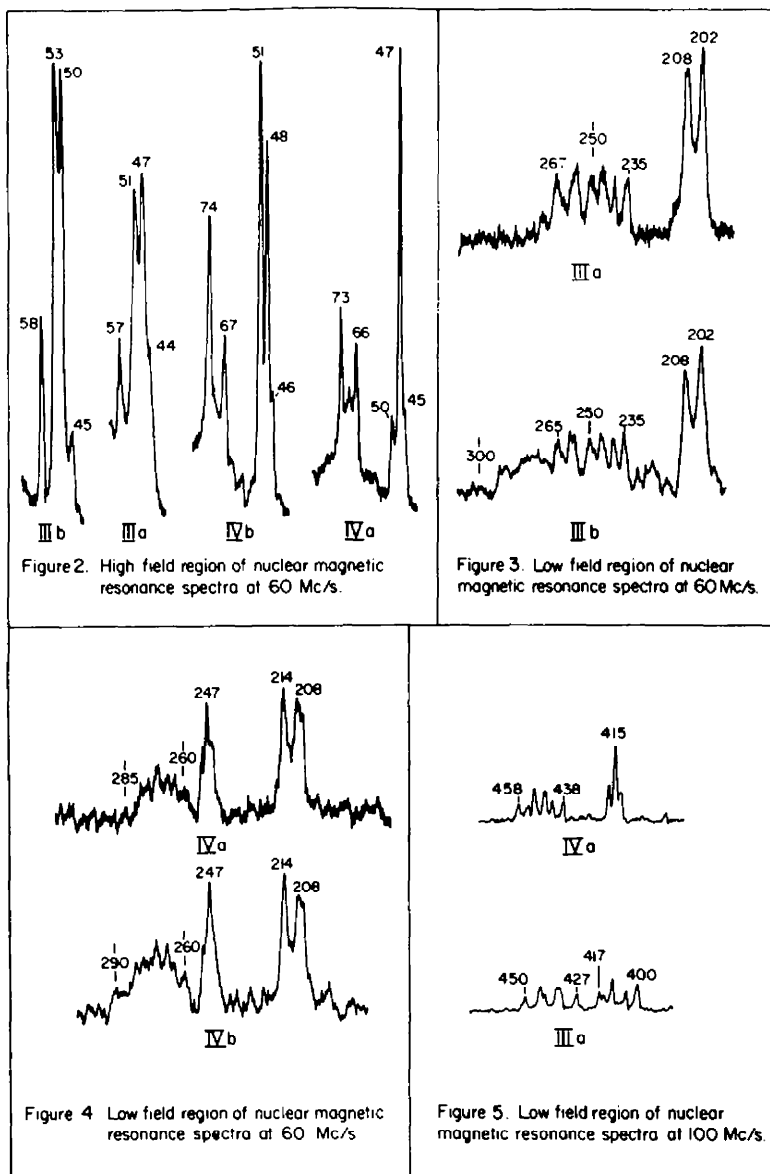 53
50
58
45
III b
51
47
57
44
III a
74
67
51
48
46
IV b
47
73
66
50
45
IV a
Figure 2. High field region of nuclear magnetic
resonance spectra at 60 Mc/s.
202
208
250
267
235
III a
202
208
265
250
235
300
III b
Figure 3. Low field region of nuclear
magnetic resonance spectra at 60 Mc/s.
247
214
208
285
260
IV a
247
214
208
290
260
IV b
Figure 4 Low field region of nuclear magnetic
resonance spectra at 60 Mc/s
415
458
438
IV a
417
450
427
400
III a
Figure 5. Low field region of nuclear
magnetic resonance spectra at 100 Mc/s.